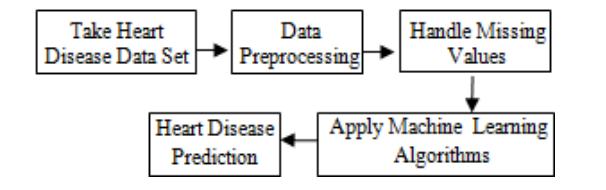 Take Heart
Disease Data Set
Data
Preprocessing
Handle Missing
Values
Apply Machine Learning
Algorithms
Heart Disease
Prediction